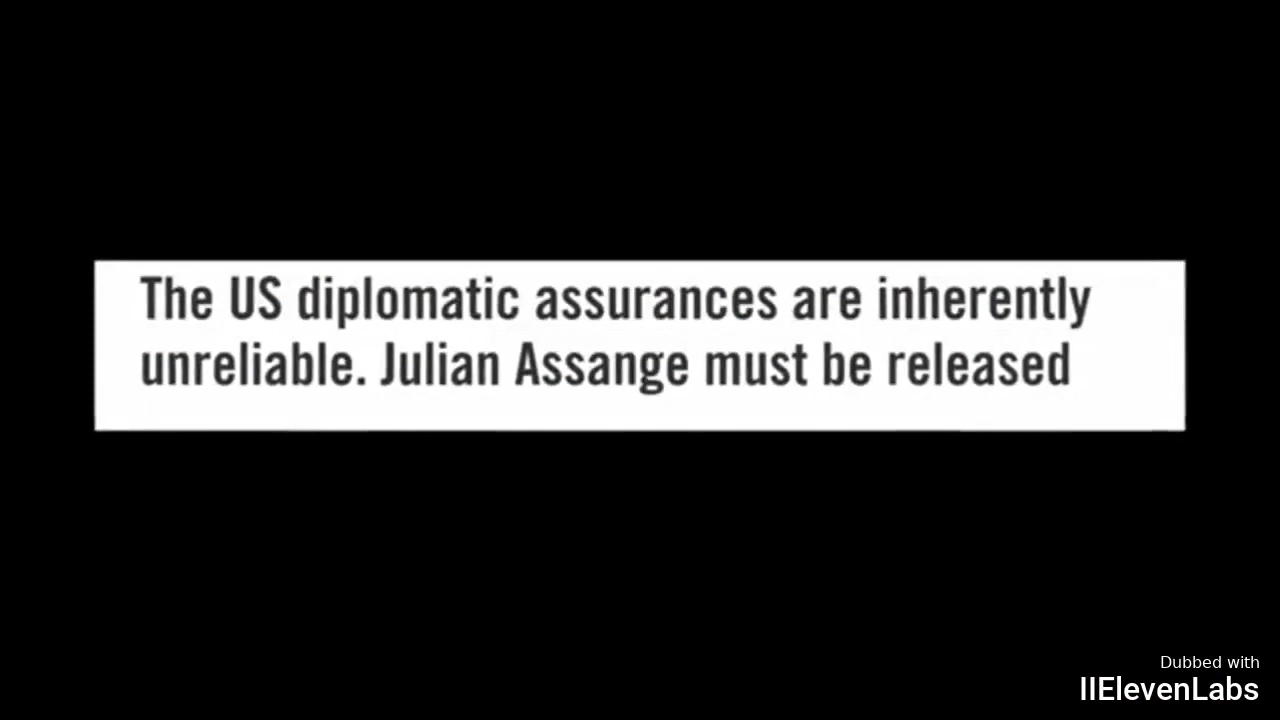 The US diplomatic assurances are inherently
unreliable. Julian Assange must be released
Dubbed with
IIElevenLabs